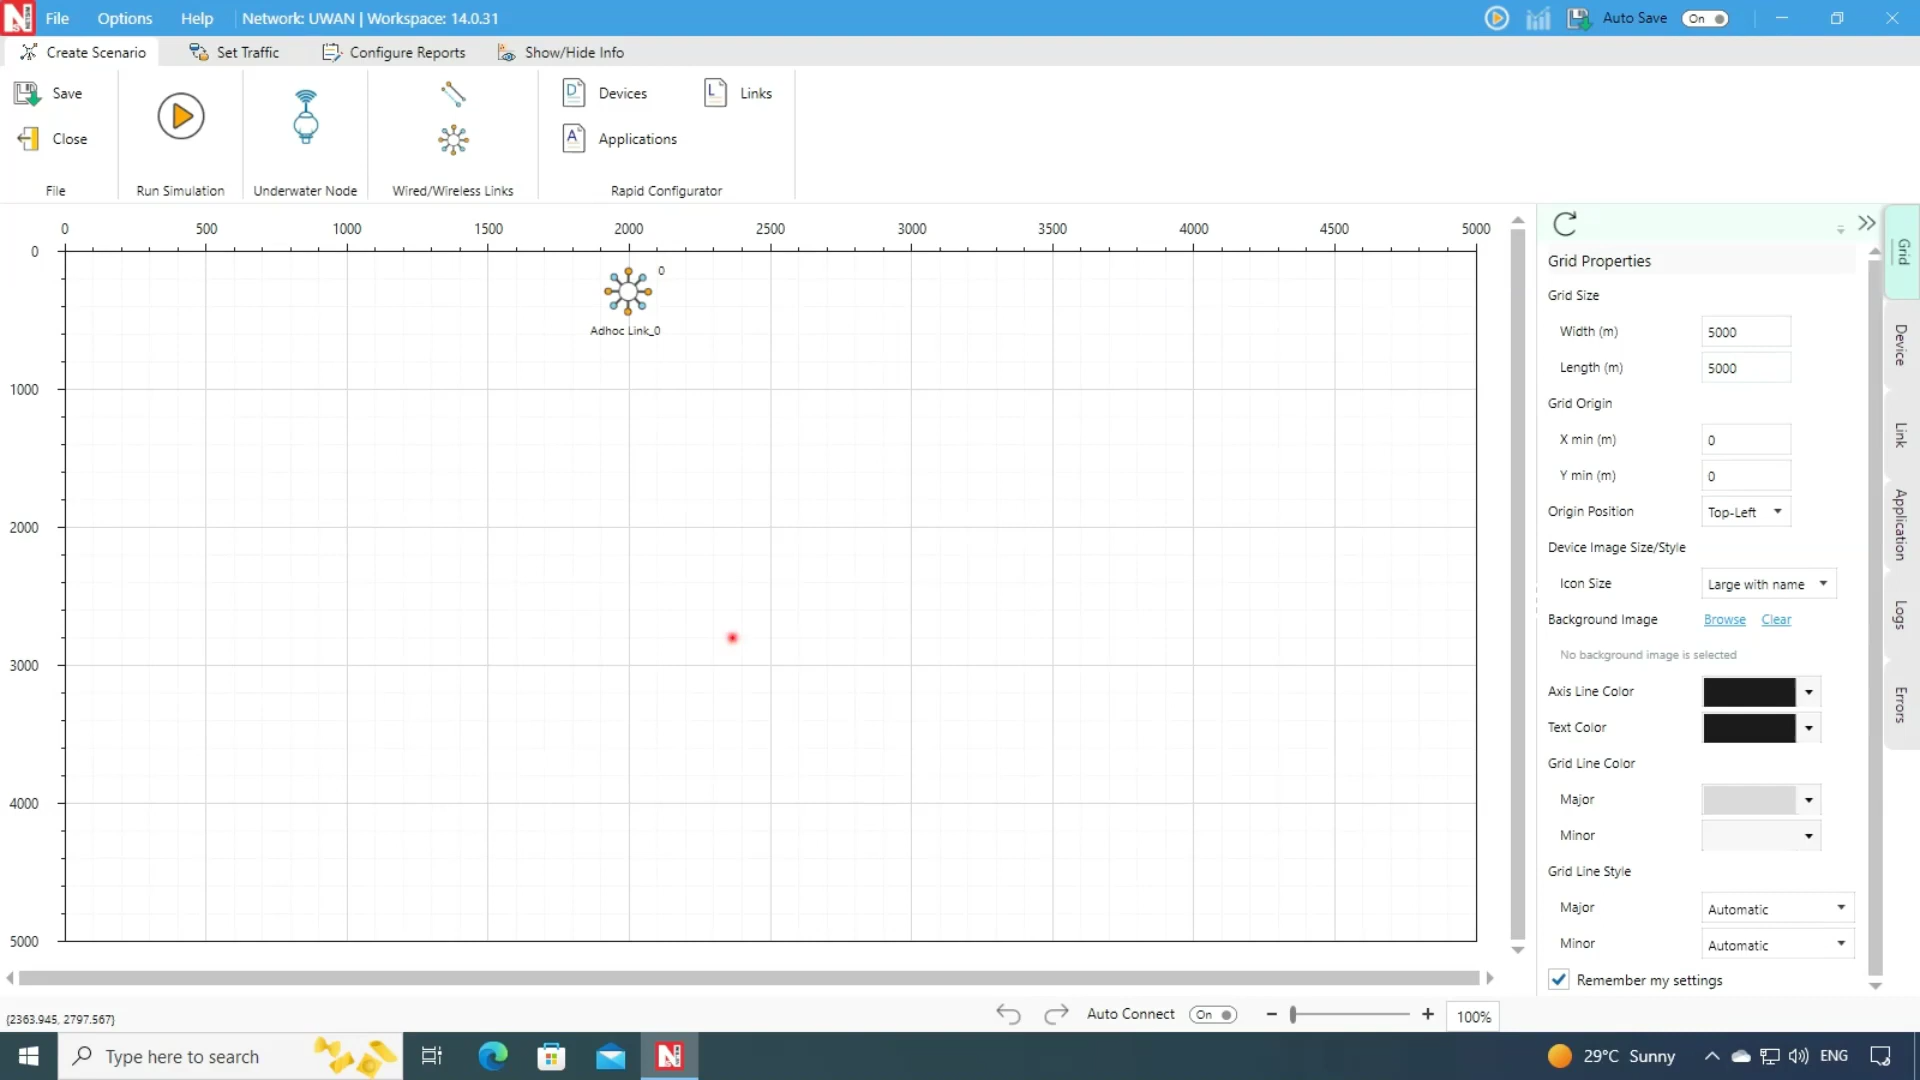 File Options Help Network: UWAN | Workspace: 14.0.31 Auto Save On
Create Scenario Set Traffic Configure Reports Show/Hide Info
Save
Close
File
Run Simulation
Underwater Node
Wired/Wireless Links
Devices Links
Applications
Rapid Configurator
0 500 1000 1500 2000 2500 3000 3500 4000 4500 5000
0
1000
2000
3000
4000
5000
0
Adhoc Link_0
Grid Properties
Grid Size
Width (m) 5000
Length (m) 5000
Grid Origin
X min (m) 0
Y min (m) 0
Origin Position Top-Left
Device Image Size/Style
Icon Size Large with name
Background Image Browse Clear
No background image is selected
Axis Line Color
Text Color
Grid Line Color
Major
Minor
Grid Line Style
Major Automatic
Minor Automatic
Remember my settings
Grid
Device
Link
Application
Logs
Errors
{2363.945, 2797.567}
Auto Connect On 100%
Type here to search
29°C Sunny ENG